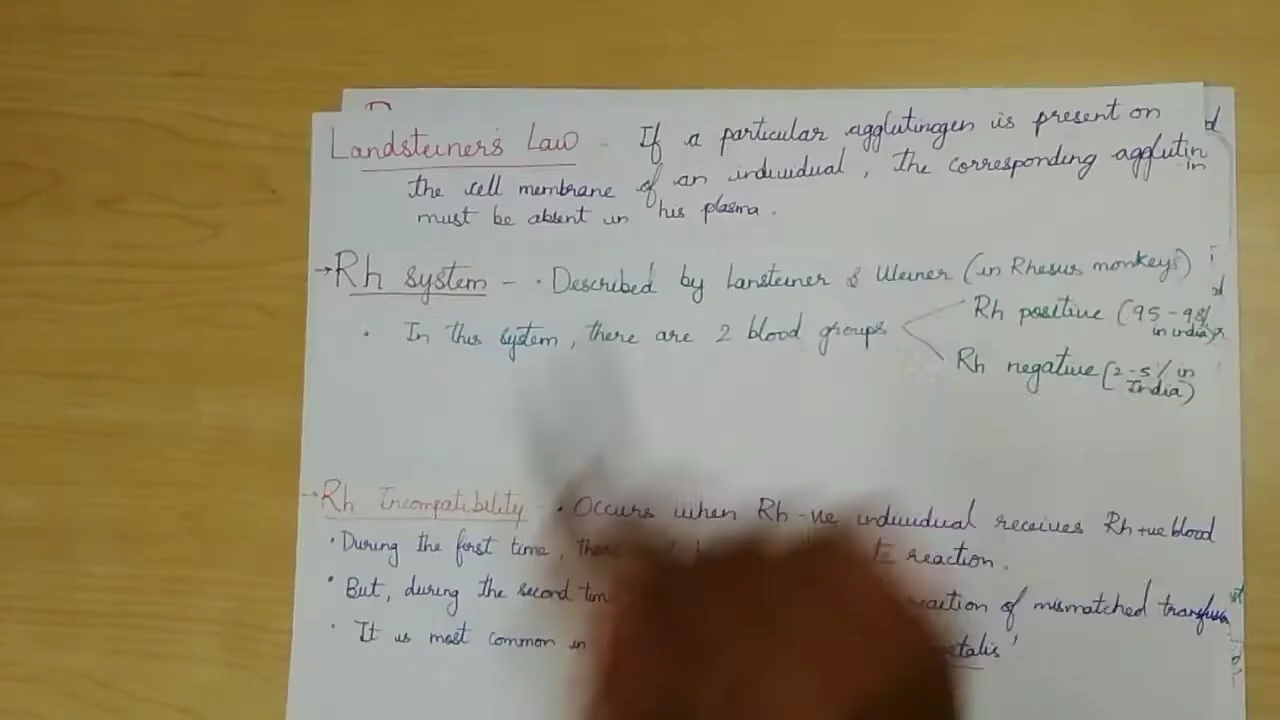 Landsteiner's Law - If a particular agglutinogen is present on
the cell membrane of an individual, the corresponding agglutinin
must be absent in his plasma.
→ Rh system - • Described by Lansteiner & Weiner (in Rhesus monkeys)
Rh positive (95-98%
in india)
• In this system, there are 2 blood groups
Rh negative (2-5% in
India)
→ Rh Incompatibility - • Occurs when Rh -ve individual receives Rh +ve blood
• During the first time, reaction.
• But, during the second of mismatched
• It is most common in